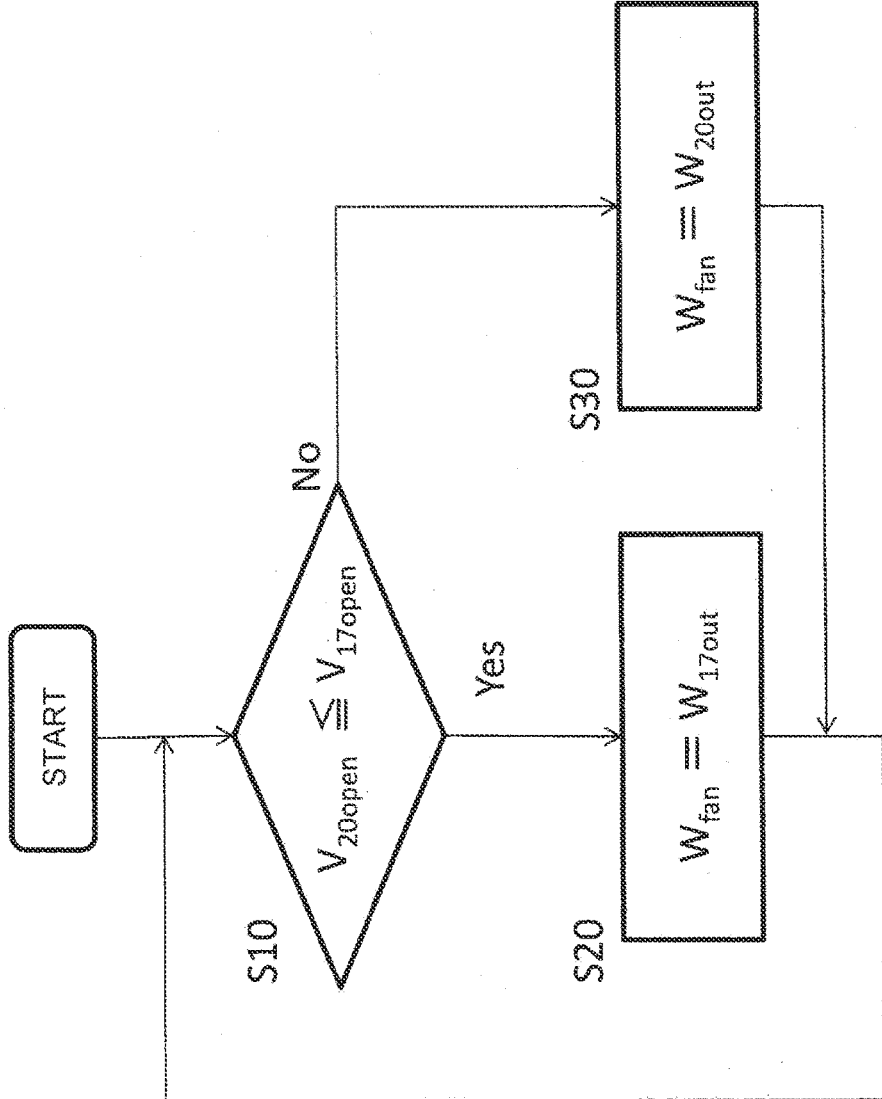 START
S10
V20open ≦ V17open
No
Yes
S20
Wfan = W17out
S30
Wfan = W20out